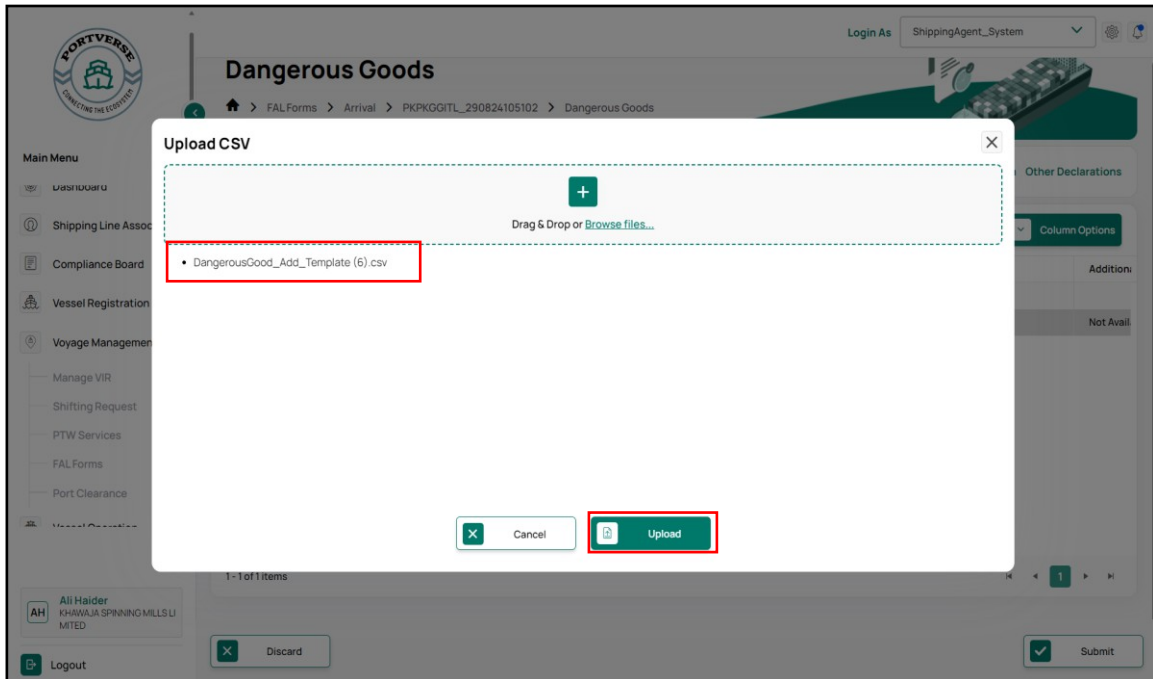 PORTVERSE
CONNECTING THE ECOSYSTEM
Login As
ShippingAgent_System
Dangerous Goods
> FAL Forms > Arrival > PKPKGGITL_290824105102 > Dangerous Goods
Main Menu
Dashboard
Shipping Line Assoc
Compliance Board
Vessel Registration
Voyage Managemen
Manage VIR
Shifting Request
PTW Services
FAL Forms
Port Clearance
Vessel Operation
AH
Ali Haider
KHAWAJA SPINNING MILLS LI
MITED
Logout
Upload CSV
Drag & Drop or Browse files...
• DangerousGood_Add_Template (6).csv
Cancel
Upload
Other Declarations
Column Options
Addition
Not Avail
1 - 1 of 1 items
1
Discard
Submit